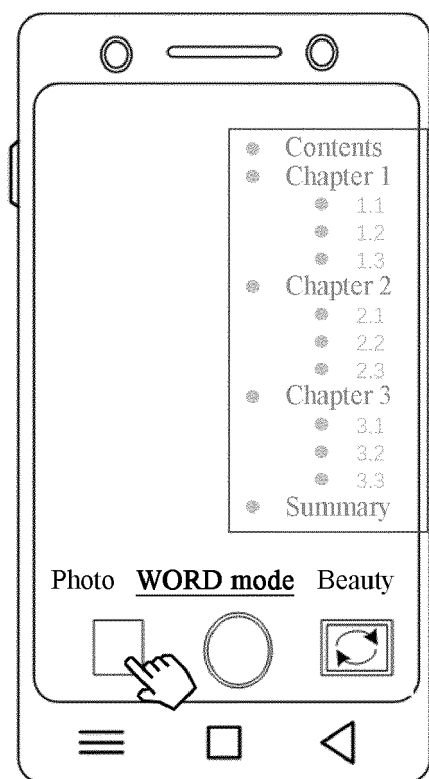 Contents
Chapter 1
1.1
1.2
1.3
Chapter 2
2.1
2.2
2.3
Chapter 3
3.1
3.2
3.3
Summary
Photo WORD mode Beauty